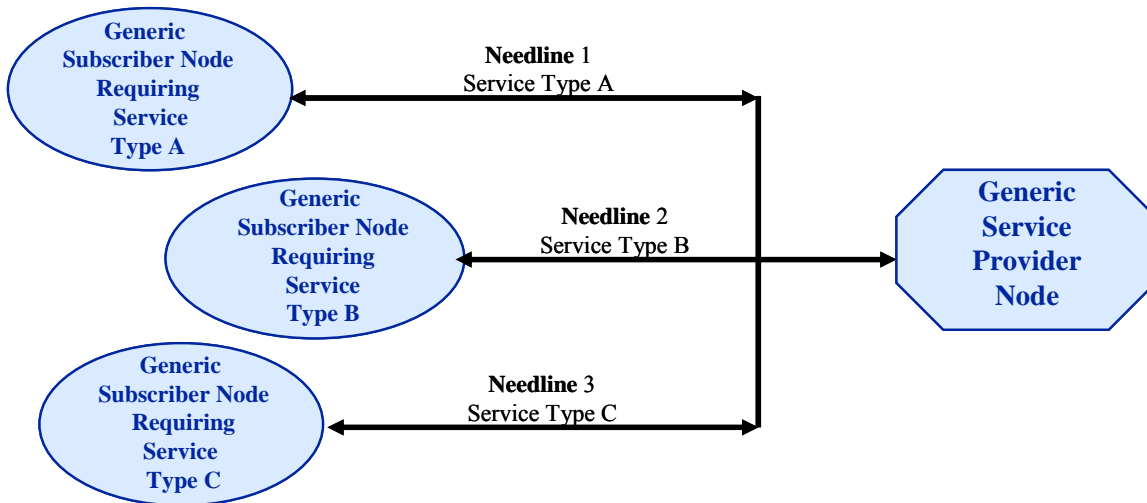 Generic
Subscriber Node
Requiring
Service
Type A
Needline 1
Service Type A
Generic
Subscriber Node
Requiring
Service
Type B
Needline 2
Service Type B
Generic
Service
Provider
Node
Generic
Subscriber Node
Requiring
Service
Type C
Needline 3
Service Type C